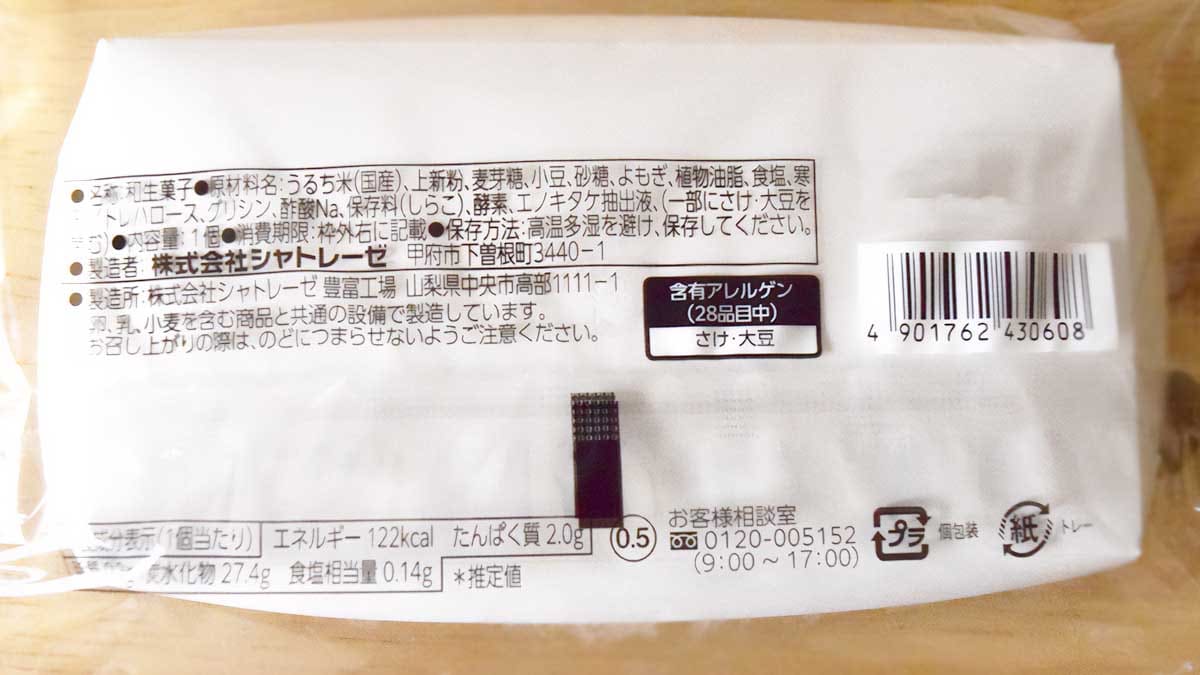 ●名称:和生菓子●原材料名:うるち米(国産)、上新粉、麦芽糖、小豆、砂糖、よもぎ、植物油脂、食塩、寒
トレハロース、グリシン、酢酸Na、保存料(しらこ)、酵素、エノキタケ抽出液、(一部にさけ・大豆を
む)●内容量:1個●消費期限:枠外右に記載●保存方法:高温多湿を避け、保存してください。
●製造者:株式会社シャトレーゼ 甲府市下曽根町3440-1
●製造所:株式会社シャトレーゼ 豊富工場 山梨県中央市高部1111-1
卵、乳、小麦を含む商品と共通の設備で製造しています。
お召し上がりの際は、のどにつまらせないようご注意ください。
含有アレルゲン
(28品目中)
さけ・大豆
4 901762 430608
成分表示(1個当たり) エネルギー 122kcal たんぱく質 2.0g
炭水化物 27.4g 食塩相当量 0.14g *推定値
0.5
お客様相談室
0120-005152
(9:00~17:00)
プラ 個包装
紙 トレー